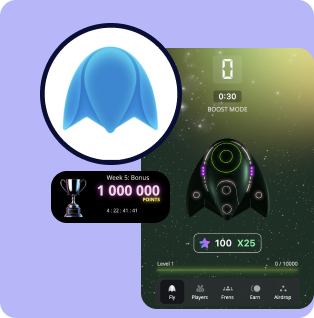 0
0:30
BOOST MODE
Week 5: Bonus
1 000 000
POINTS
4 : 22 : 41 : 41
100 X25
Level 1
0 / 10000
Fly
Players
Frens
Earn
Airdrop